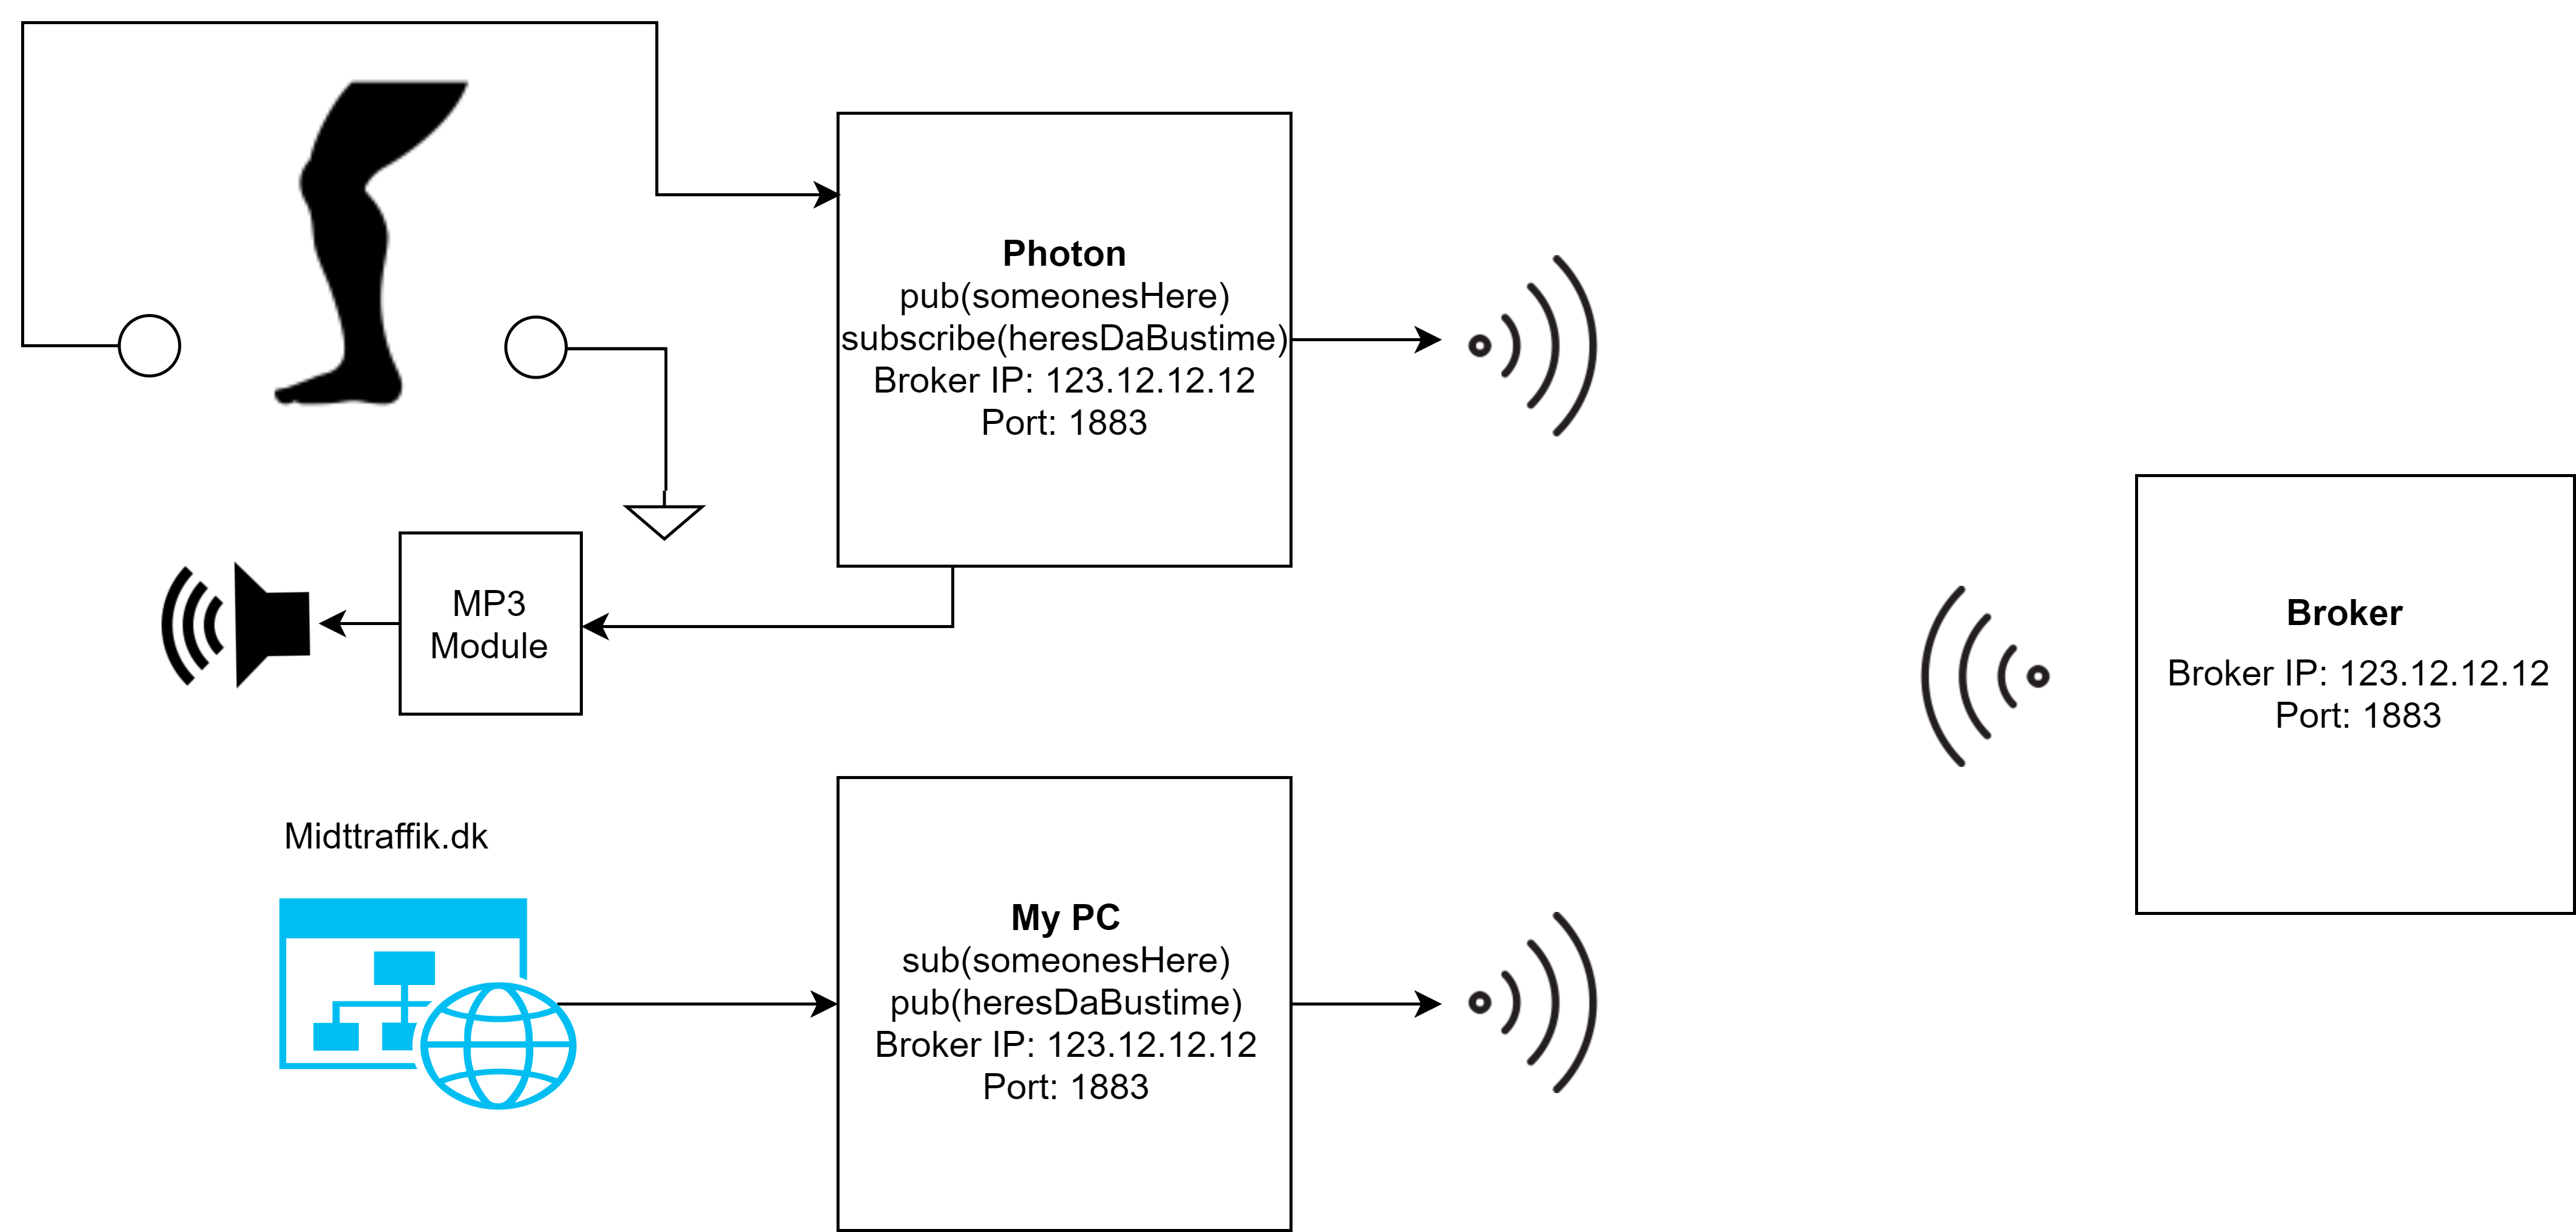 Photon
pub(someonesHere)
subscribe(heresDaBustime)
Broker IP: 123.12.12.12
Port: 1883
MP3
Module
Broker
Broker IP: 123.12.12.12
Port: 1883
Midttraffik.dk
My PC
sub(someonesHere)
pub(heresDaBustime)
Broker IP: 123.12.12.12
Port: 1883